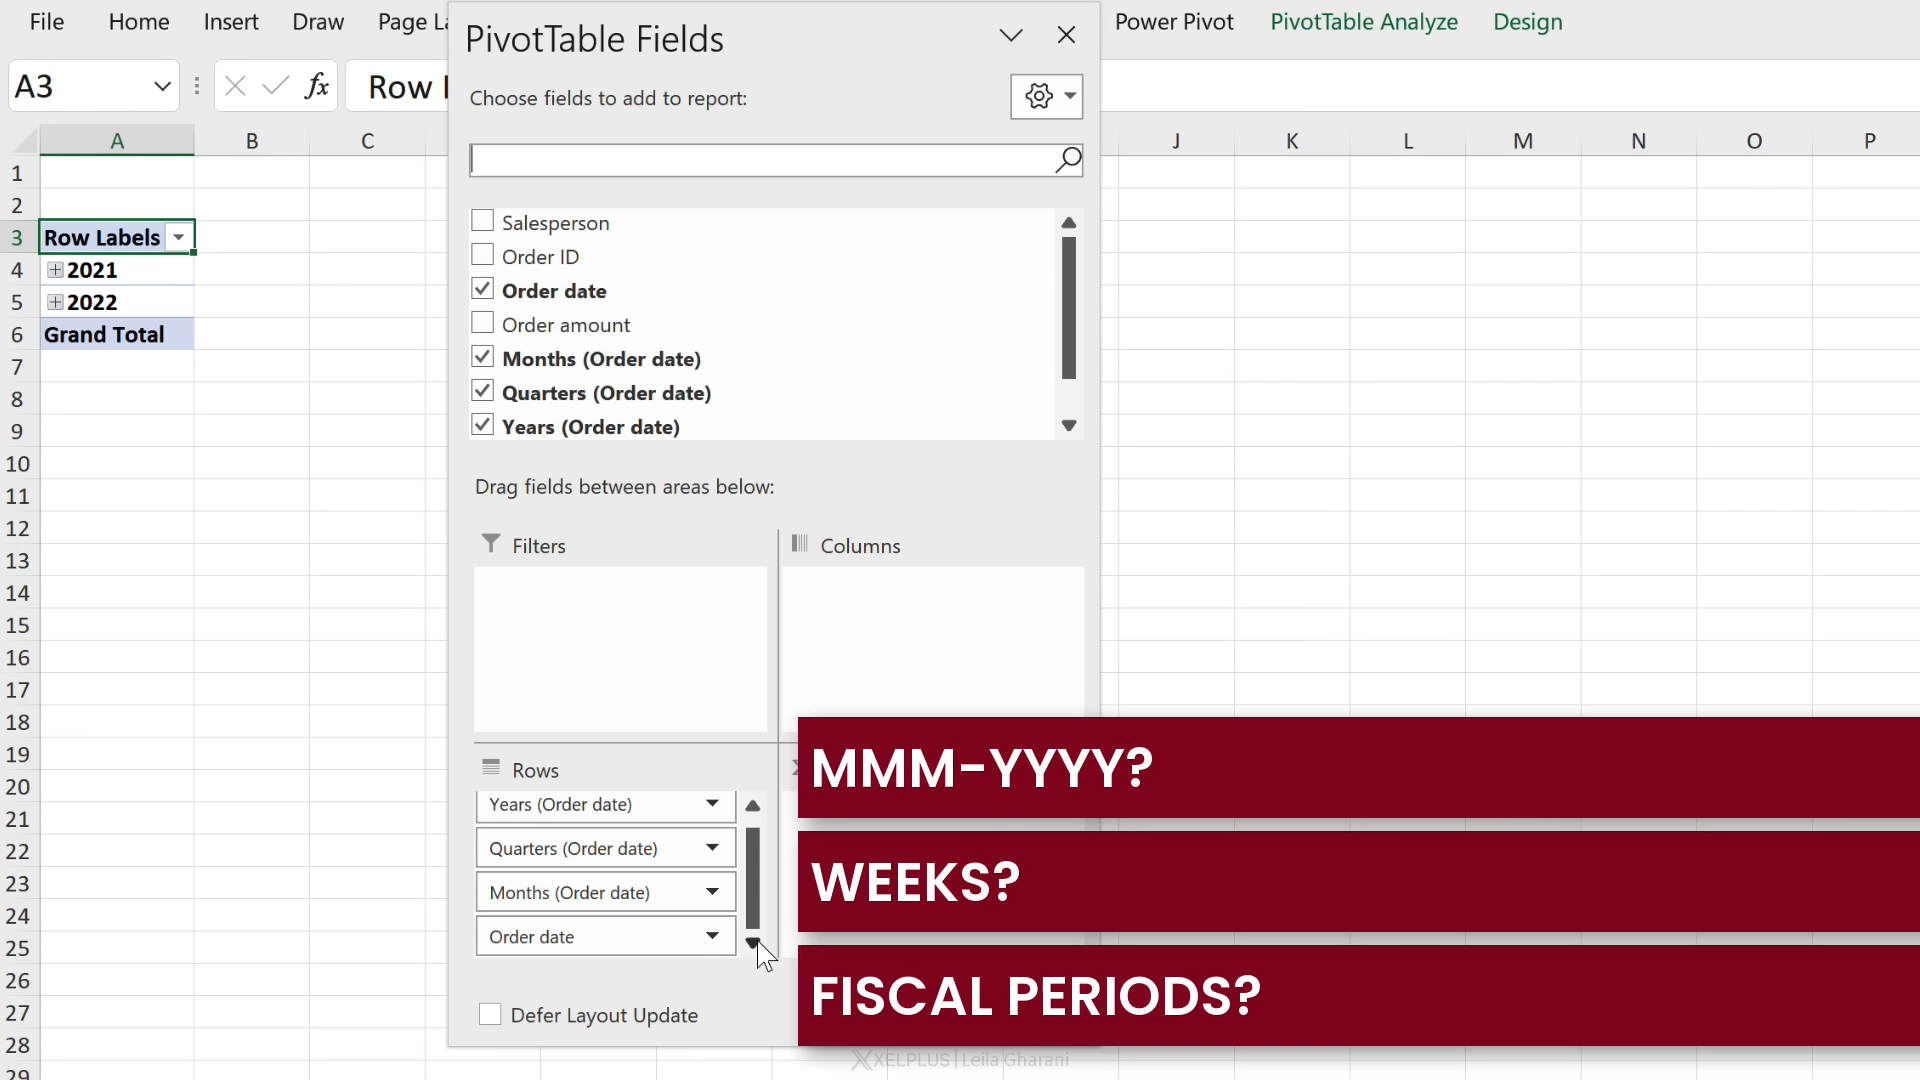 File Home Insert Draw Page La Power Pivot PivotTable Analyze Design
PivotTable Fields
A3 fx Row l
Choose fields to add to report:
A B C J K L M N O P
1
2
3 Row Labels
4 2021
5 2022
6 Grand Total
7
8
9
10
11
12
13
14
15
16
17
18
19
20
21
22
23
24
25
26
27
28
29
Salesperson
Order ID
Order date
Order amount
Months (Order date)
Quarters (Order date)
Years (Order date)
Drag fields between areas below:
Filters Columns
Rows
Years (Order date)
Quarters (Order date)
Months (Order date)
Order date
Defer Layout Update
MMM-YYYY?
WEEKS?
FISCAL PERIODS?
XELPLUS | Leila Gharani